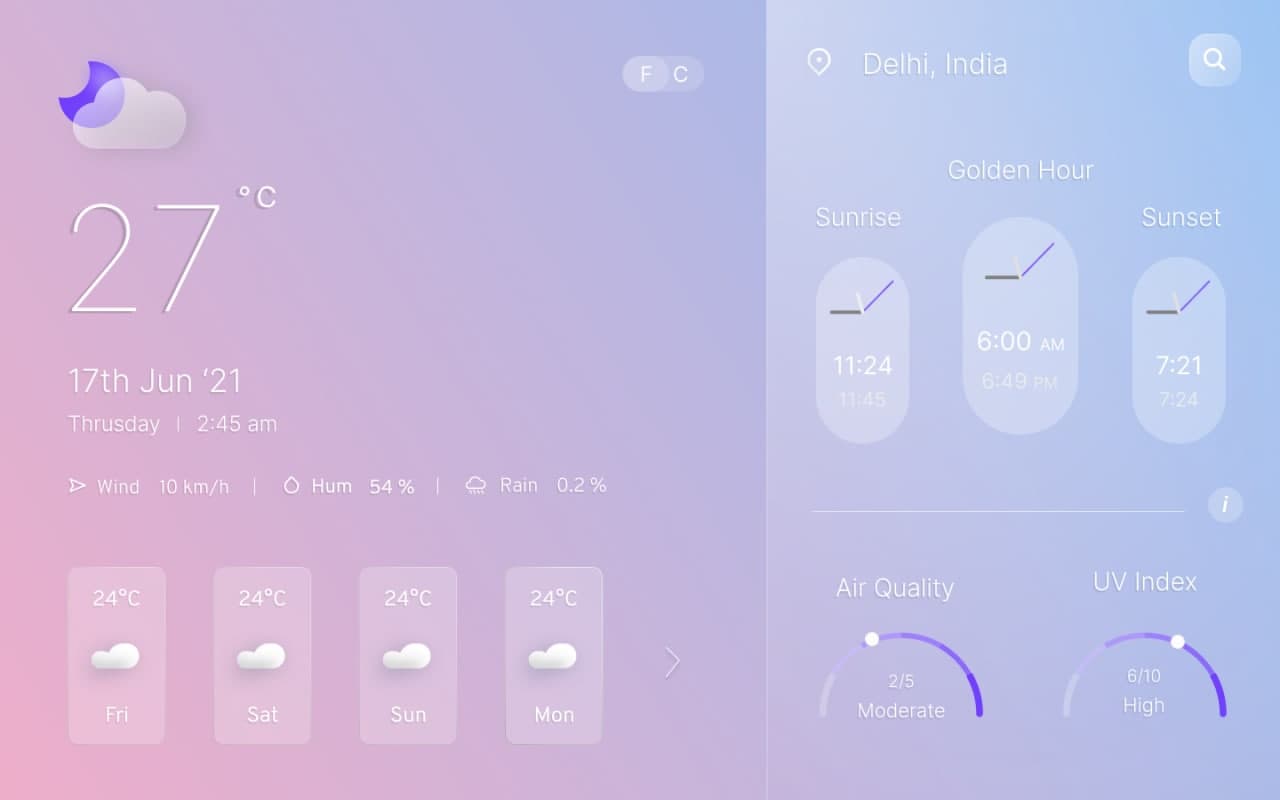 F C
27 °C
17th Jun ‘21
Thrusday | 2:45 am
Wind 10 km/h | Hum 54 % | Rain 0.2 %
24°C 24°C 24°C 24°C
Fri Sat Sun Mon
Delhi, India
Golden Hour
Sunrise
11:24
11:45
6:00 AM
6:49 PM
Sunset
7:21
7:24
i
Air Quality
2/5
Moderate
UV Index
6/10
High